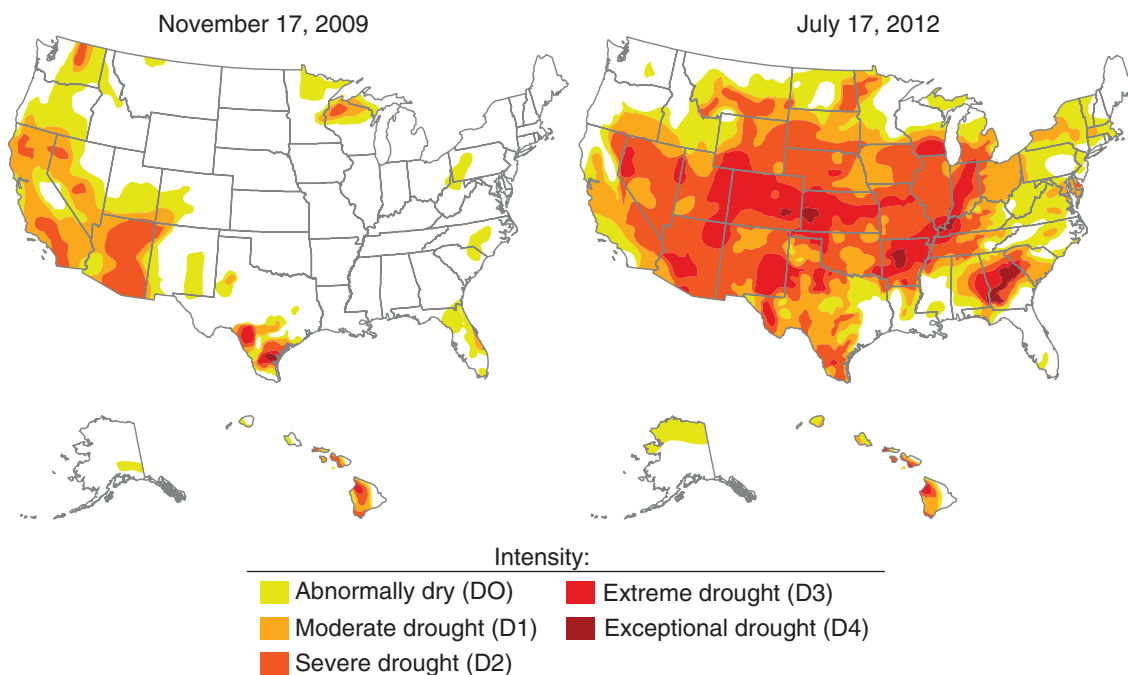 November 17, 2009
July 17, 2012
Intensity:
Abnormally dry (DO)
Moderate drought (D1)
Severe drought (D2)
Extreme drought (D3)
Exceptional drought (D4)